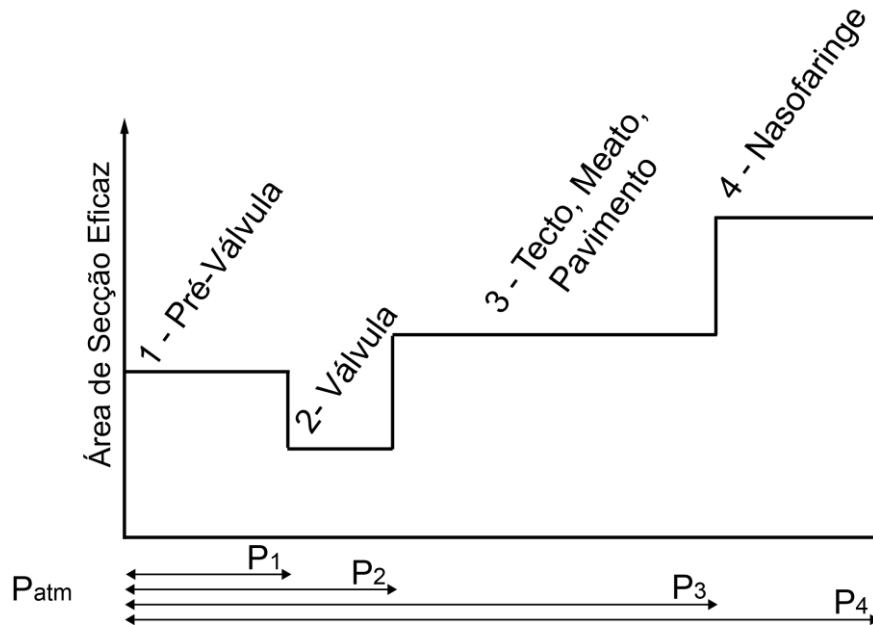 Área de Secção Eficaz
1 - Pré-Válvula
2- Válvula
3 - Tecto, Meato,
Pavimento
4 - Nasofaringe
Patm
P1
P2
P3
P4